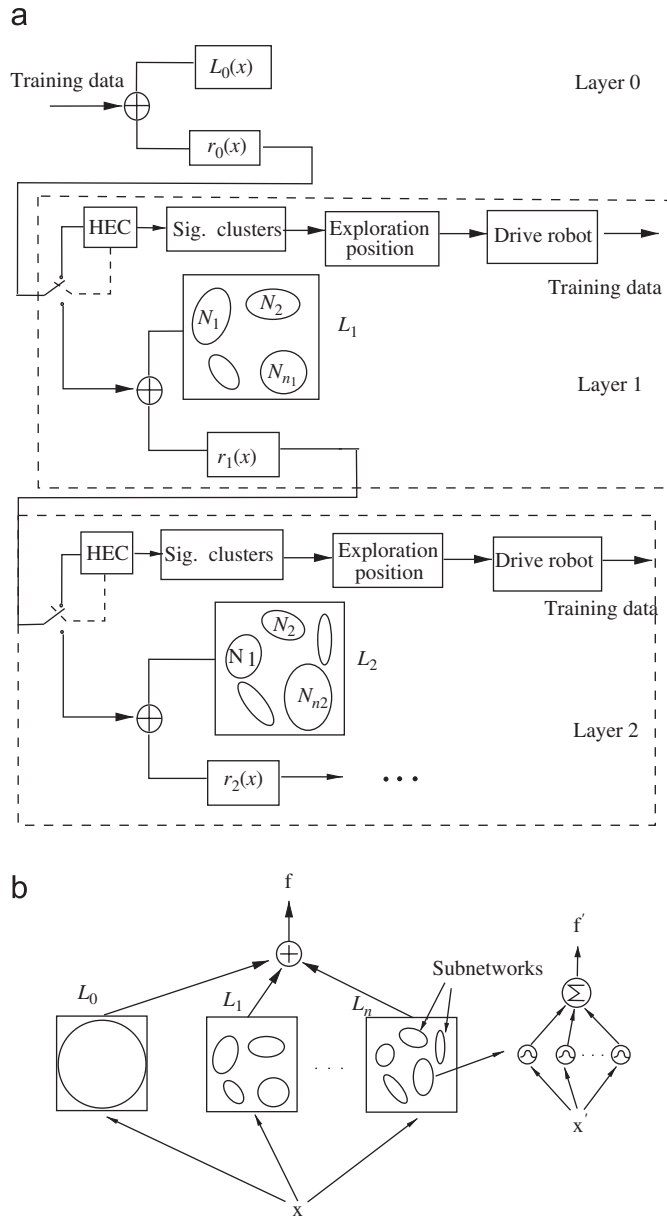 a
L₀(x)
Training data
Layer 0
r₀(x)
HEC
Sig. clusters
Exploration
position
Drive robot
Training data
N₁
N₂
L₁
Nₙ₁
Layer 1
r₁(x)
HEC
Sig. clusters
Exploration
position
Drive robot
Training data
N₂
N1
L₂
Nₙ₂
Layer 2
r₂(x)
...
b
f
f′
Subnetworks
L₀
L₁
Lₙ
Σ
. . .
. . .
x′
x